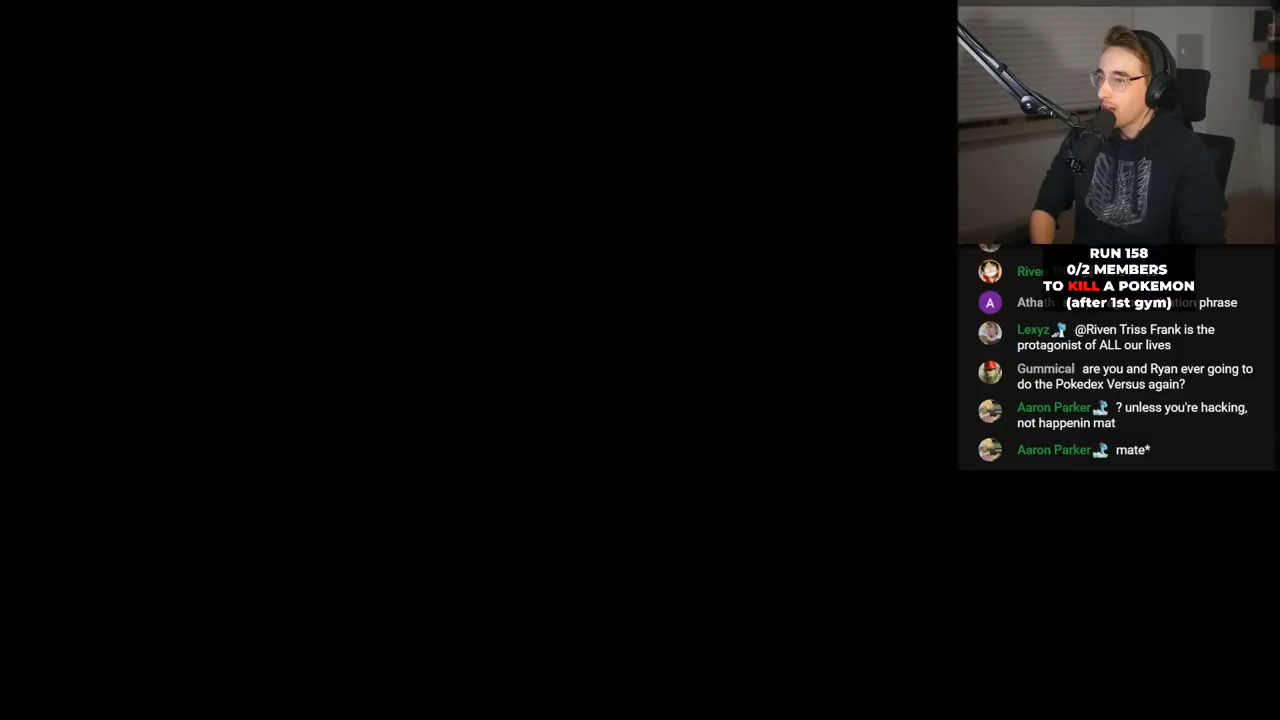 RUN 158
0/2 MEMBERS
TO KILL A POKEMON
(after 1st gym)
Riven
Athath phrase
Lexyz @Riven Triss Frank is the
protagonist of ALL our lives
Gummical are you and Ryan ever going to
do the Pokedex Versus again?
Aaron Parker ? unless you're hacking,
not happenin mat
Aaron Parker mate*
A